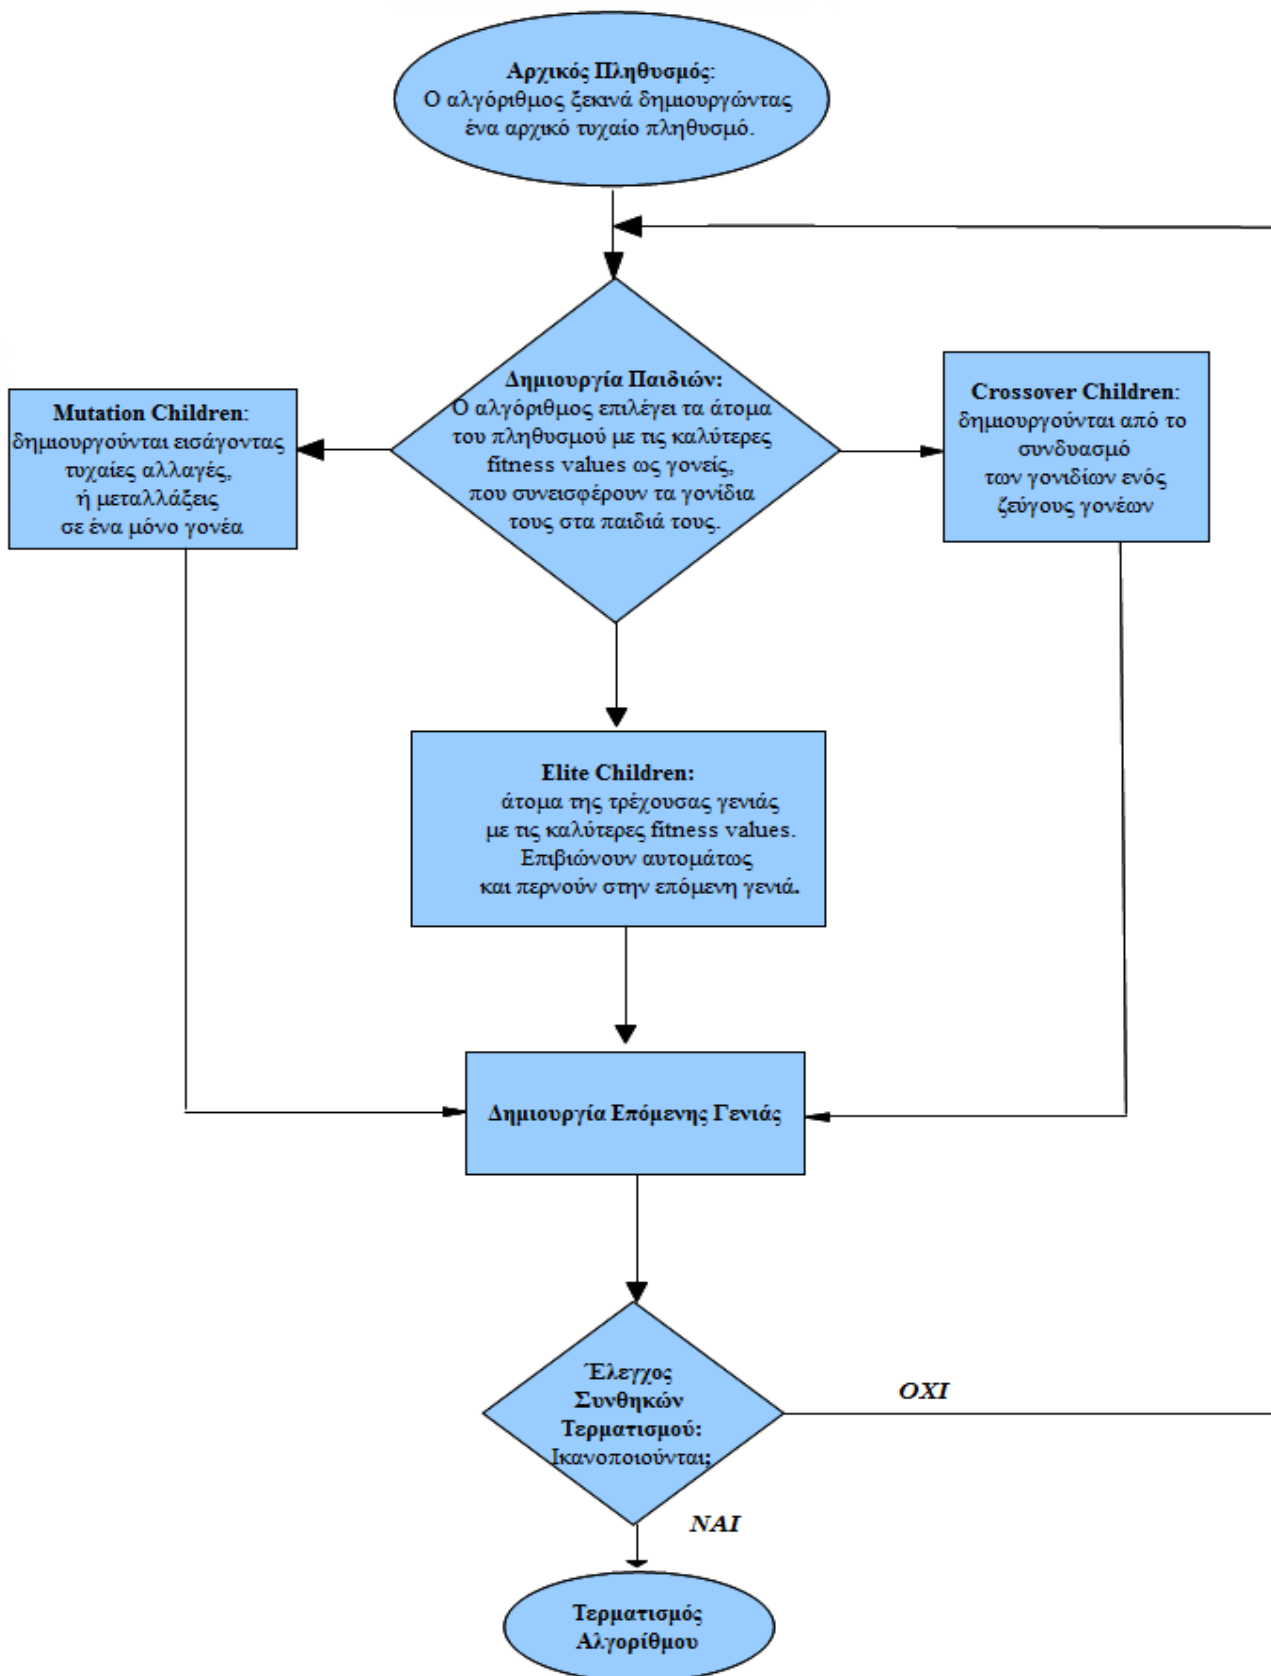 Αρχικός Πληθυσμός:
Ο αλγόριθμος ξεκινά δημιουργώντας
ένα αρχικό τυχαίο πληθυσμό.
Δημιουργία Παιδιών:
Ο αλγόριθμος επιλέγει τα άτομα
του πληθυσμού με τις καλύτερες
fitness values ως γονείς,
που συνεισφέρουν τα γονίδια
τους στα παιδιά τους.
Mutation Children:
δημιουργούνται εισάγοντας
τυχαίες αλλαγές,
ή μεταλλάξεις
σε ένα μόνο γονέα
Crossover Children:
δημιουργούνται από το
συνδυασμό
των γονιδίων ενός
ζεύγους γονέων
Elite Children:
άτομα της τρέχουσας γενιάς
με τις καλύτερες fitness values.
Επιβιώνουν αυτομάτως
και περνούν στην επόμενη γενιά.
Δημιουργία Επόμενης Γενιάς
Έλεγχος
Συνθηκών
Τερματισμού:
Ικανοποιούνται;
ΟΧΙ
ΝΑΙ
Τερματισμός
Αλγορίθμου